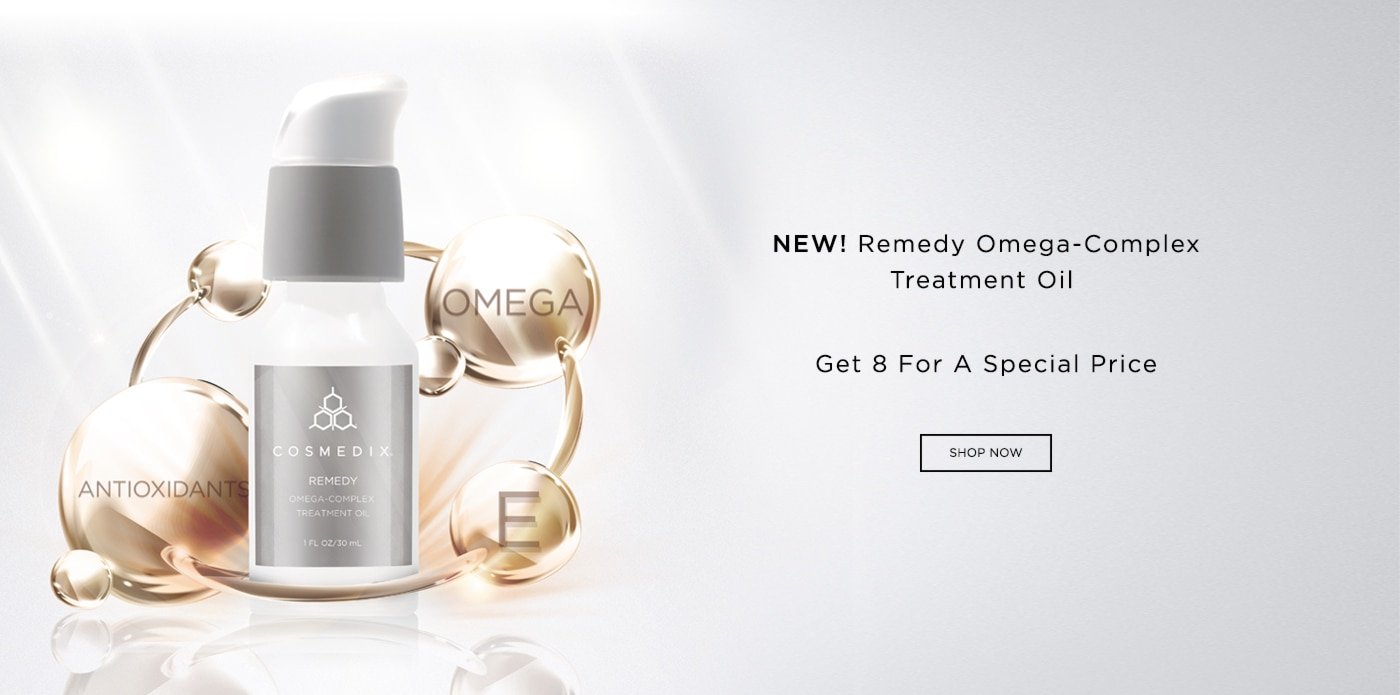 OMEGA
ANTIOXIDANTS
E
COSMEDIX
REMEDY
OMEGA-COMPLEX
TREATMENT OIL
1 FL OZ/30 mL
NEW! Remedy Omega-Complex
Treatment Oil
Get 8 For A Special Price
SHOP NOW